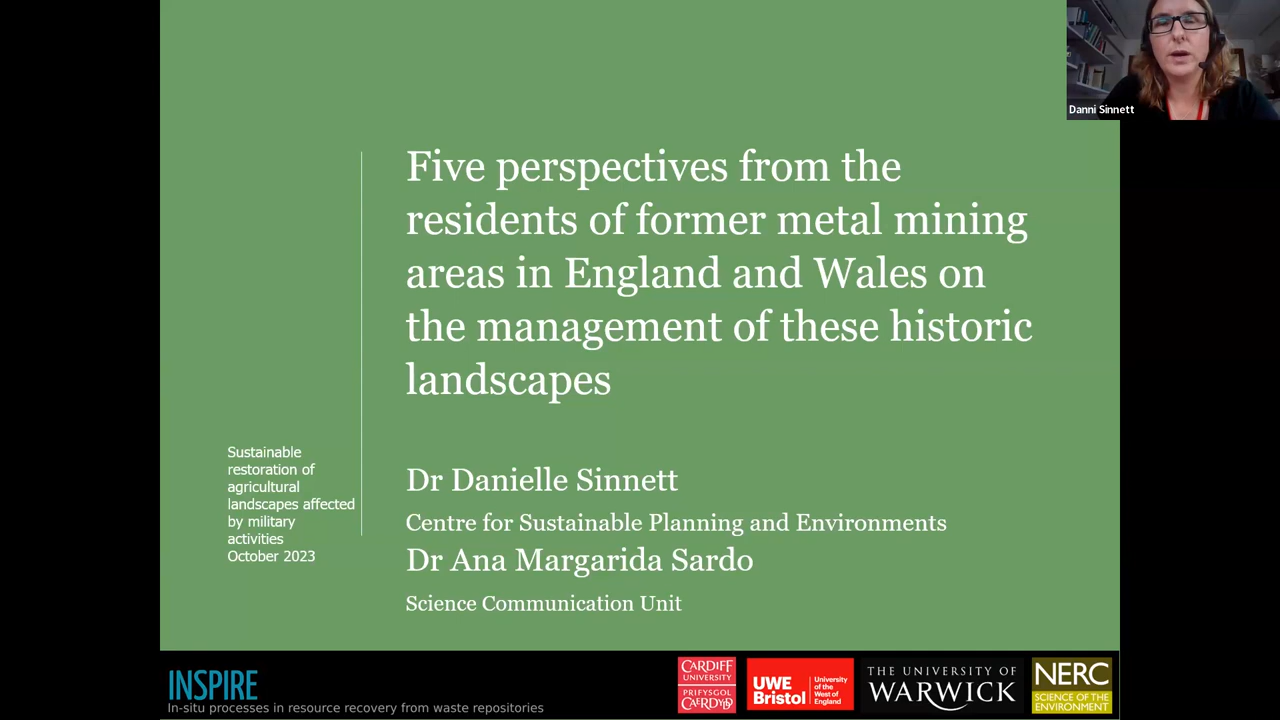 Danni Sinnett
Five perspectives from the
residents of former metal mining
areas in England and Wales on
the management of these historic
landscapes
Sustainable
restoration of
agricultural
landscapes affected
by military
activities
October 2023
Dr Danielle Sinnett
Centre for Sustainable Planning and Environments
Dr Ana Margarida Sardo
Science Communication Unit
INSPIRE
In-situ processes in resource recovery from waste repositories
CARDIFF
UNIVERSITY
PRIFYSGOL
CAERDYDD
UWE
Bristol
University
of the
West of
England
THE UNIVERSITY OF
WARWICK
NERC
SCIENCE OF THE
ENVIRONMENT